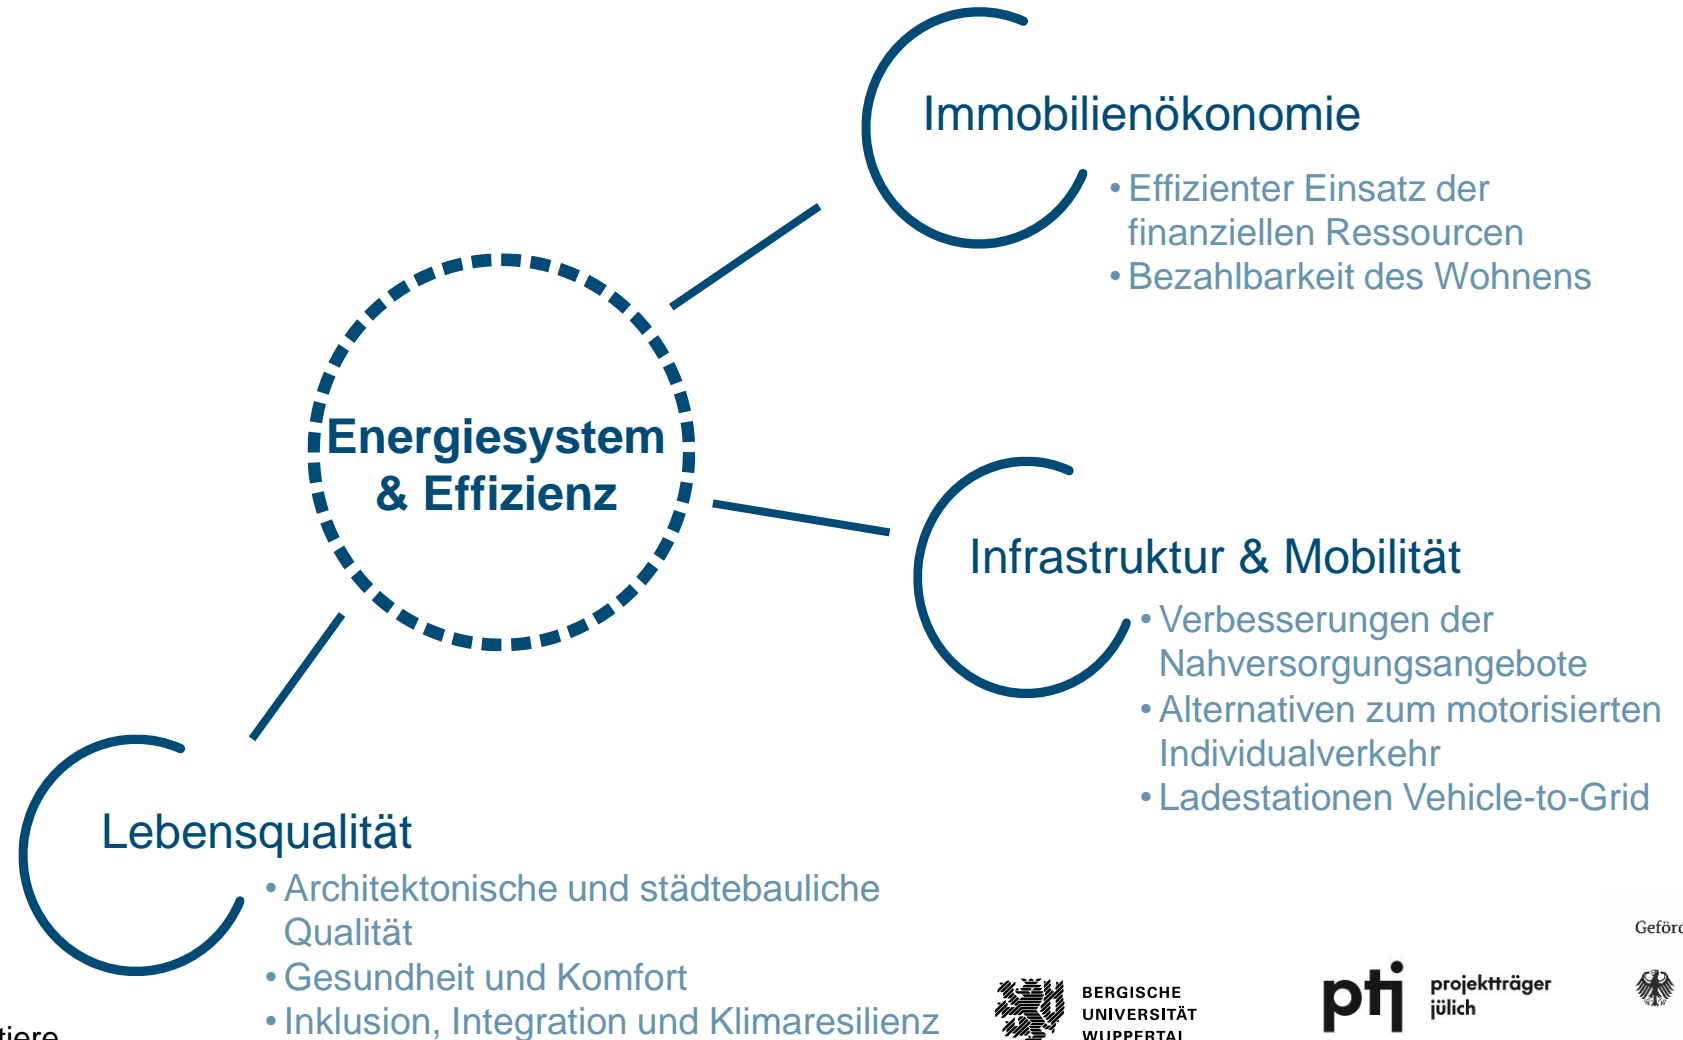 Immobilienökonomie
• Effizienter Einsatz der
finanziellen Ressourcen
• Bezahlbarkeit des Wohnens
Energiesystem
& Effizienz
Infrastruktur & Mobilität
• Verbesserungen der
Nahversorgungsangebote
• Alternativen zum motorisierten
Individualverkehr
• Ladestationen Vehicle-to-Grid
Lebensqualität
• Architektonische und städtebauliche
Qualität
• Gesundheit und Komfort
• Inklusion, Integration und Klimaresilienz
BERGISCHE
UNIVERSITÄT
WUPPERTAL
ptj
projektträger
jülich